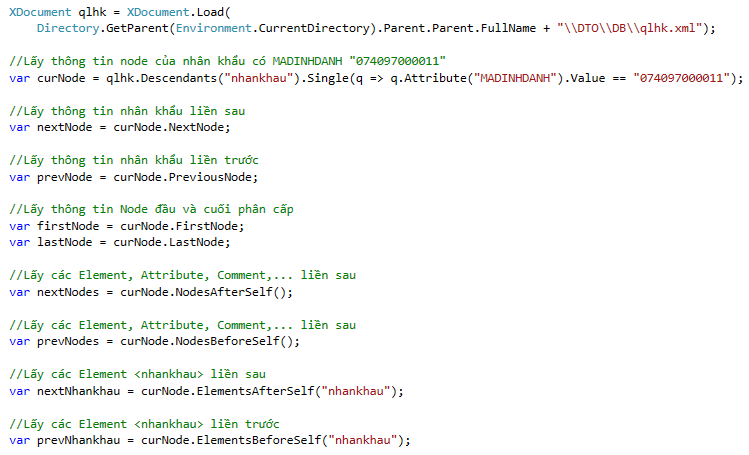 XDocument qlhk = XDocument.Load(
    Directory.GetParent(Environment.CurrentDirectory).Parent.Parent.FullName + "\\DTO\\DB\\qlhk.xml");
//Lấy thông tin node của nhân khẩu có MADINHDANH "074097000011"
var curNode = qlhk.Descendants("nhankhau").Single(q => q.Attribute("MADINHDANH").Value == "074097000011");
//Lấy thông tin nhân khẩu liền sau
var nextNode = curNode.NextNode;
//Lấy thông tin nhân khẩu liền trước
var prevNode = curNode.PreviousNode;
//Lấy thông tin Node đầu và cuối phân cấp
var firstNode = curNode.FirstNode;
var lastNode = curNode.LastNode;
//Lấy các Element, Attribute, Comment,... liền sau
var nextNodes = curNode.NodesAfterSelf();
//Lấy các Element, Attribute, Comment,... liền sau
var prevNodes = curNode.NodesBeforeSelf();
//Lấy các Element <nhankhau> liền sau
var nextNhankhau = curNode.ElementsAfterSelf("nhankhau");
//Lấy các Element <nhankhau> liền trước
var prevNhankhau = curNode.ElementsBeforeSelf("nhankhau");